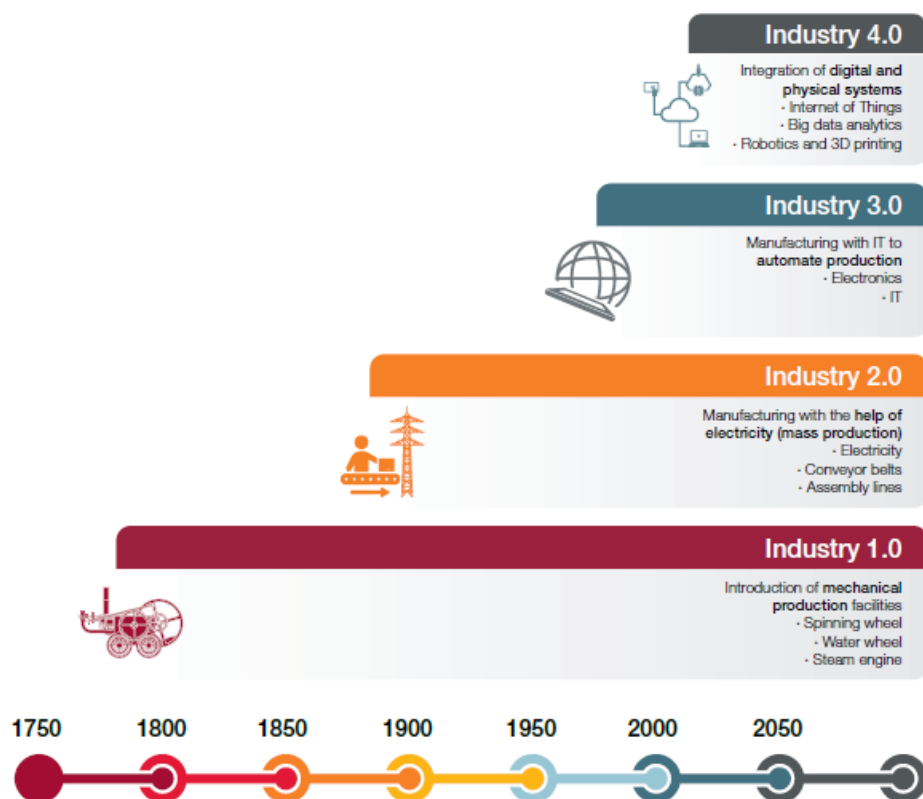 Industry 4.0
Integration of digital and
physical systems
· Internet of Things
· Big data analytics
· Robotics and 3D printing
Industry 3.0
Manufacturing with IT to
automate production
· Electronics
· IT
Industry 2.0
Manufacturing with the help of
electricity (mass production)
· Electricity
· Conveyor belts
· Assembly lines
Industry 1.0
Introduction of mechanical
production facilities
· Spinning wheel
· Water wheel
· Steam engine
1750 1800 1850 1900 1950 2000 2050